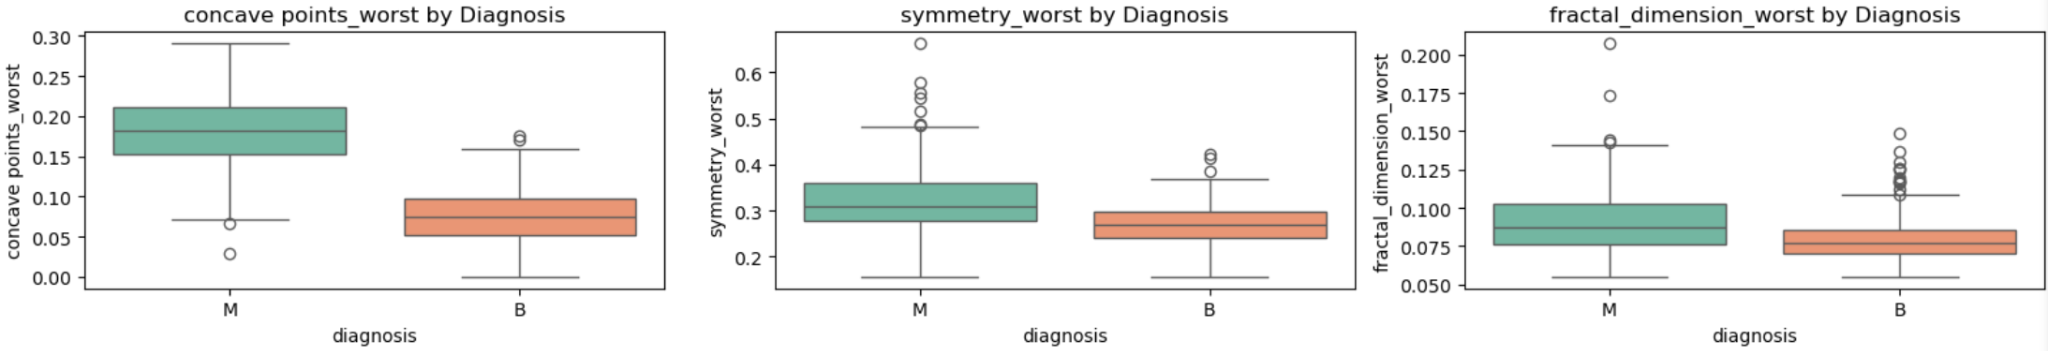 concave points_worst by Diagnosis
concave points_worst
0.30
0.25
0.20
0.15
0.10
0.05
0.00
M B
diagnosis
symmetry_worst by Diagnosis
symmetry_worst
0.6
0.5
0.4
0.3
0.2
M B
diagnosis
fractal_dimension_worst by Diagnosis
fractal_dimension_worst
0.200
0.175
0.150
0.125
0.100
0.075
0.050
M B
diagnosis